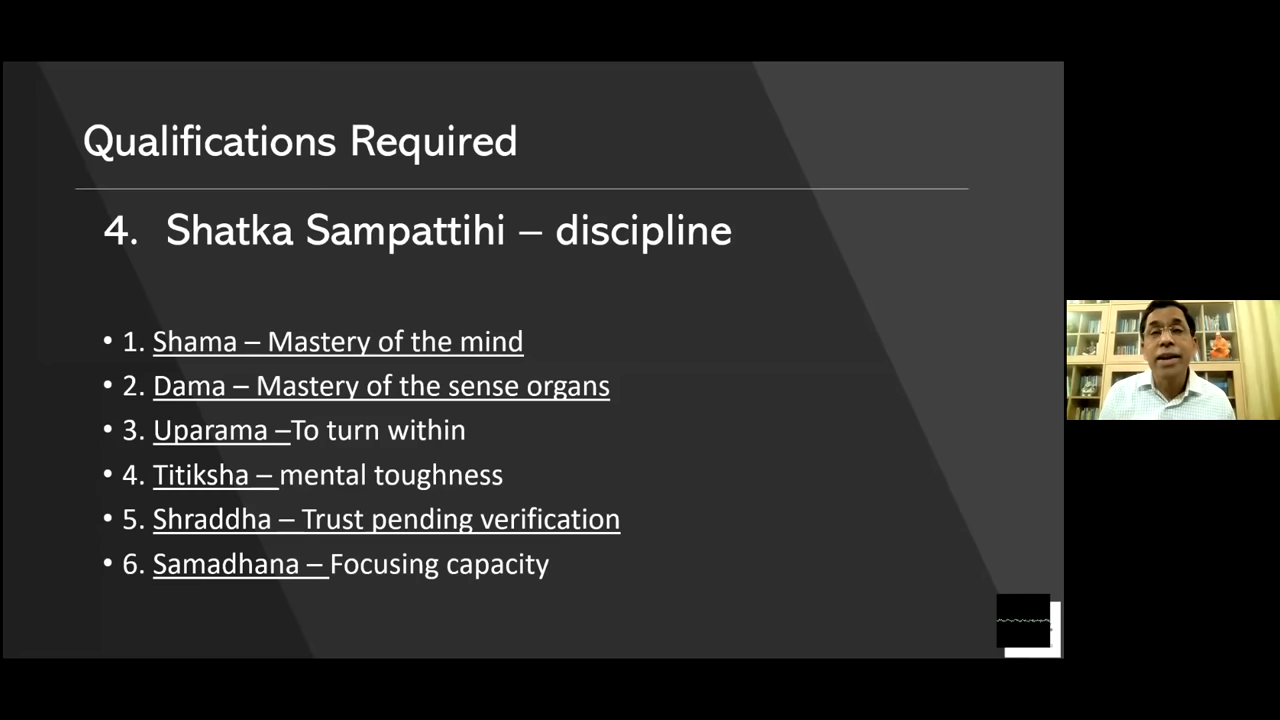 Qualifications Required
4. Shatka Sampattihi – discipline
• 1. Shama – Mastery of the mind
• 2. Dama – Mastery of the sense organs
• 3. Uparama –To turn within
• 4. Titiksha – mental toughness
• 5. Shraddha – Trust pending verification
• 6. Samadhana – Focusing capacity